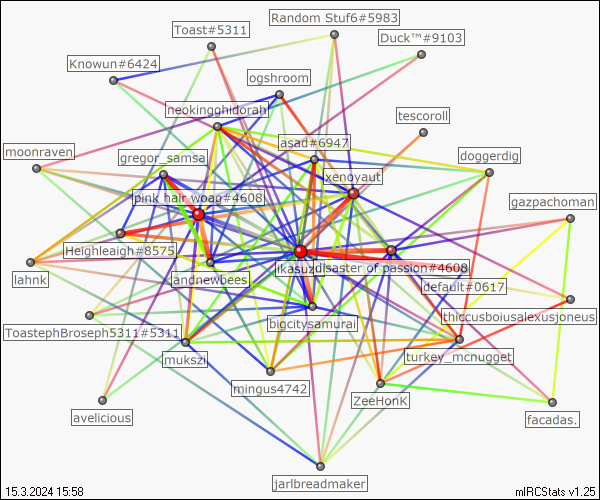 Random Stuf6#5983
Toast#5311
Duck™#9103
Knowun#6424
ogshroom
neokingghidorah
tescoroll
asad#6947
moonraven
gregor_samsa
doggerdig
xenoyaut
pink hair woag#4608
gazpachoman
Heighleaigh#8575
ikasuz
disaster of passion#4608
lahnk
andnewbees
default#0617
thiccusboiusalexusjoneus
bigcitysamurai
ToastephBroseph5311#5311
mukszi
turkey_mcnugget
mingus4742
ZeeHonK
avelicious
facadas.
jarlbreadmaker
15.3.2024 15:58
mIRCStats v1.25